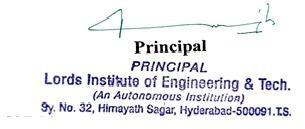 Principal
PRINCIPAL
Lords Institute of Engineering & Tech.
(An Autonomous Institution)
Sy. No. 32, Himayath Sagar, Hyderabad-500091.T.S.